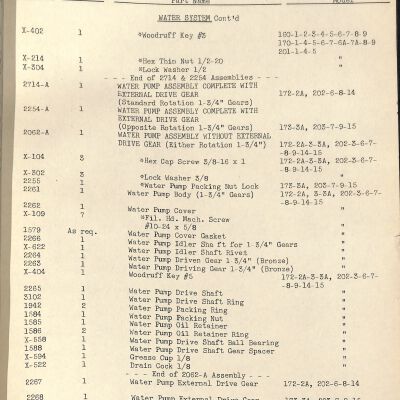 Part Name Model
WATER SYSTEM Cont'd
X-402 1 *Woodruff Key #3 160-1-2-3-4-5-6-7-8-9
170-1-4-5-6-7-6A-7A-8-9
201-1-4-5
X-214 1 *Hex Thin Nut 1/2-20 "
X-304 1 *Lock Washer 1/2 "
- - - End of 2714 & 2254 Assemblies - - -
2714-A 1 WATER PUMP ASSEMBLY COMPLETE WITH
EXTERNAL DRIVE GEAR 172-2A, 202-6-8-14
(Standard Rotation 1-3/4" Gears)
2254-A 1 WATER PUMP ASSEMBLY COMPLETE WITH
EXTERNAL DRIVE GEAR
(Opposite Rotation 1-3/4" Gears) 173-3A, 203-7-9-15
2062-A 1 WATER PUMP ASSEMBLY WITHOUT EXTERNAL
DRIVE GEAR (Either Rotation 1-3/4") 172-2A-3-3A, 202-3-6-7-
-8-9-14-15
X-104 3 *Hex Cap Screw 3/8-16 x 1 172-2A-3-3A, 202-3-6-7-
-8-9-14-15
X-302 3 *Lock Washer 3/8 "
2255 1 *Water Pump Packing Nut Lock 173-3A, 203-7-9-15
2261 1 Water Pump Body (1-3/4" Gears) 172-2A, 3-3A, 202-3-6-7-
-8-9-14-15
2262 1 Water Pump Cover "
X-109 7 *Fil. Hd. Mach. Screw
#10-24 x 5/8 "
1579 As req. Water Pump Cover Gasket "
2266 1 Water Pump Idler Shaft for 1-3/4" Gears "
X-622 1 Water Pump Idler Shaft Rivet "
2264 1 Water Pump Driven Gear 1-3/4" (Bronze) "
2263 1 Water Pump Driving Gear 1-3/4" (Bronze) "
X-404 1 Woodruff Key #5 172-2A-3-3A, 202-3-6-7-
-8-9-14-15
2265 1 Water Pump Drive Shaft "
3102 1 Water Pump Drive Shaft Ring "
1942 2 Water Pump Packing Ring "
1584 1 Water Pump Packing Nut "
1585 1 Water Pump Oil Retainer "
1586 2 Water Pump Oil Retainer Ring "
X-558 1 Water Pump Drive Shaft Ball Bearing "
1588 1 Water Pump Drive Shaft Gear Spacer "
X-594 1 Grease Cup 1/8 "
X-522 1 Drain Cock 1/8 "
- - - End of 2062-A Assembly - - -
2267 1 Water Pump External Drive Gear 172-2A, 202-6-8-14
2268 1 Water Pump External Drive Gear